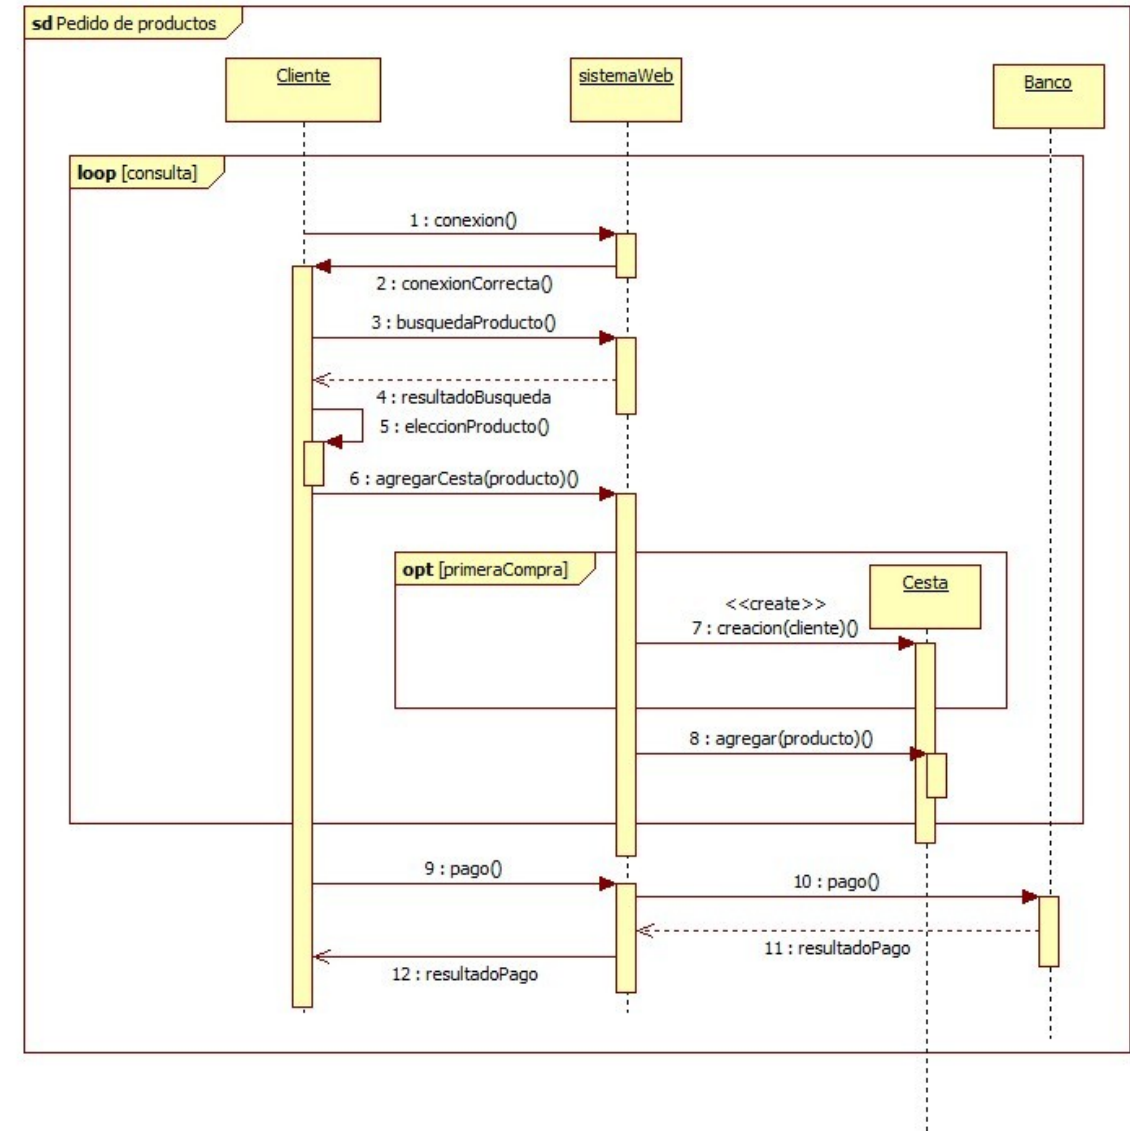 sd Pedido de productos
Cliente
sistemaWeb
Banco
loop [consulta]
1 : conexion()
2 : conexionCorrecta()
3 : busquedaProducto()
4 : resultadoBusqueda
5 : eleccionProducto()
6 : agregarCesta(producto)()
opt [primeraCompra]
Cesta
<<create>>
7 : creacion(cliente)()
8 : agregar(producto)()
9 : pago()
10 : pago()
11 : resultadoPago
12 : resultadoPago